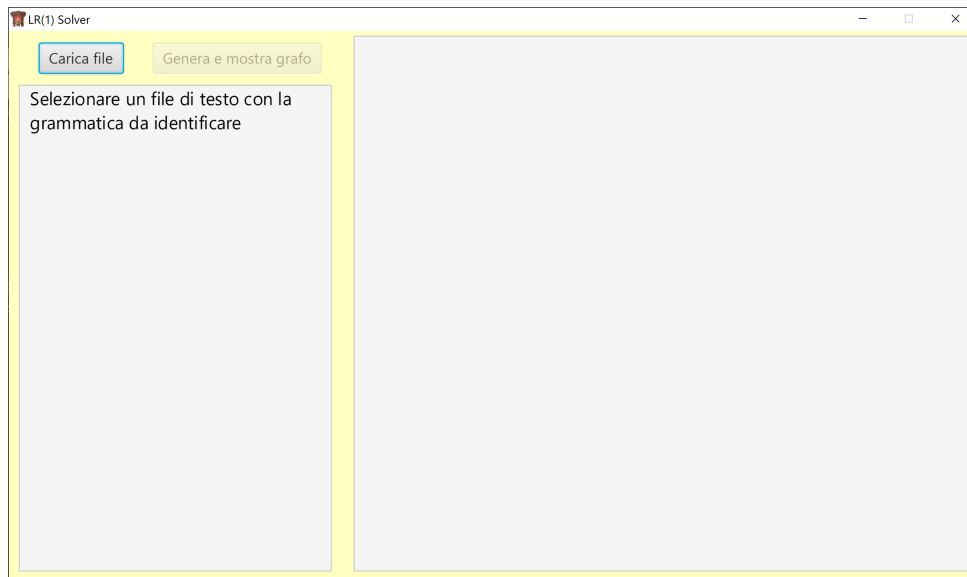 LR(1) Solver
Carica file
Genera e mostra grafo
Selezionare un file di testo con la
grammatica da identificare